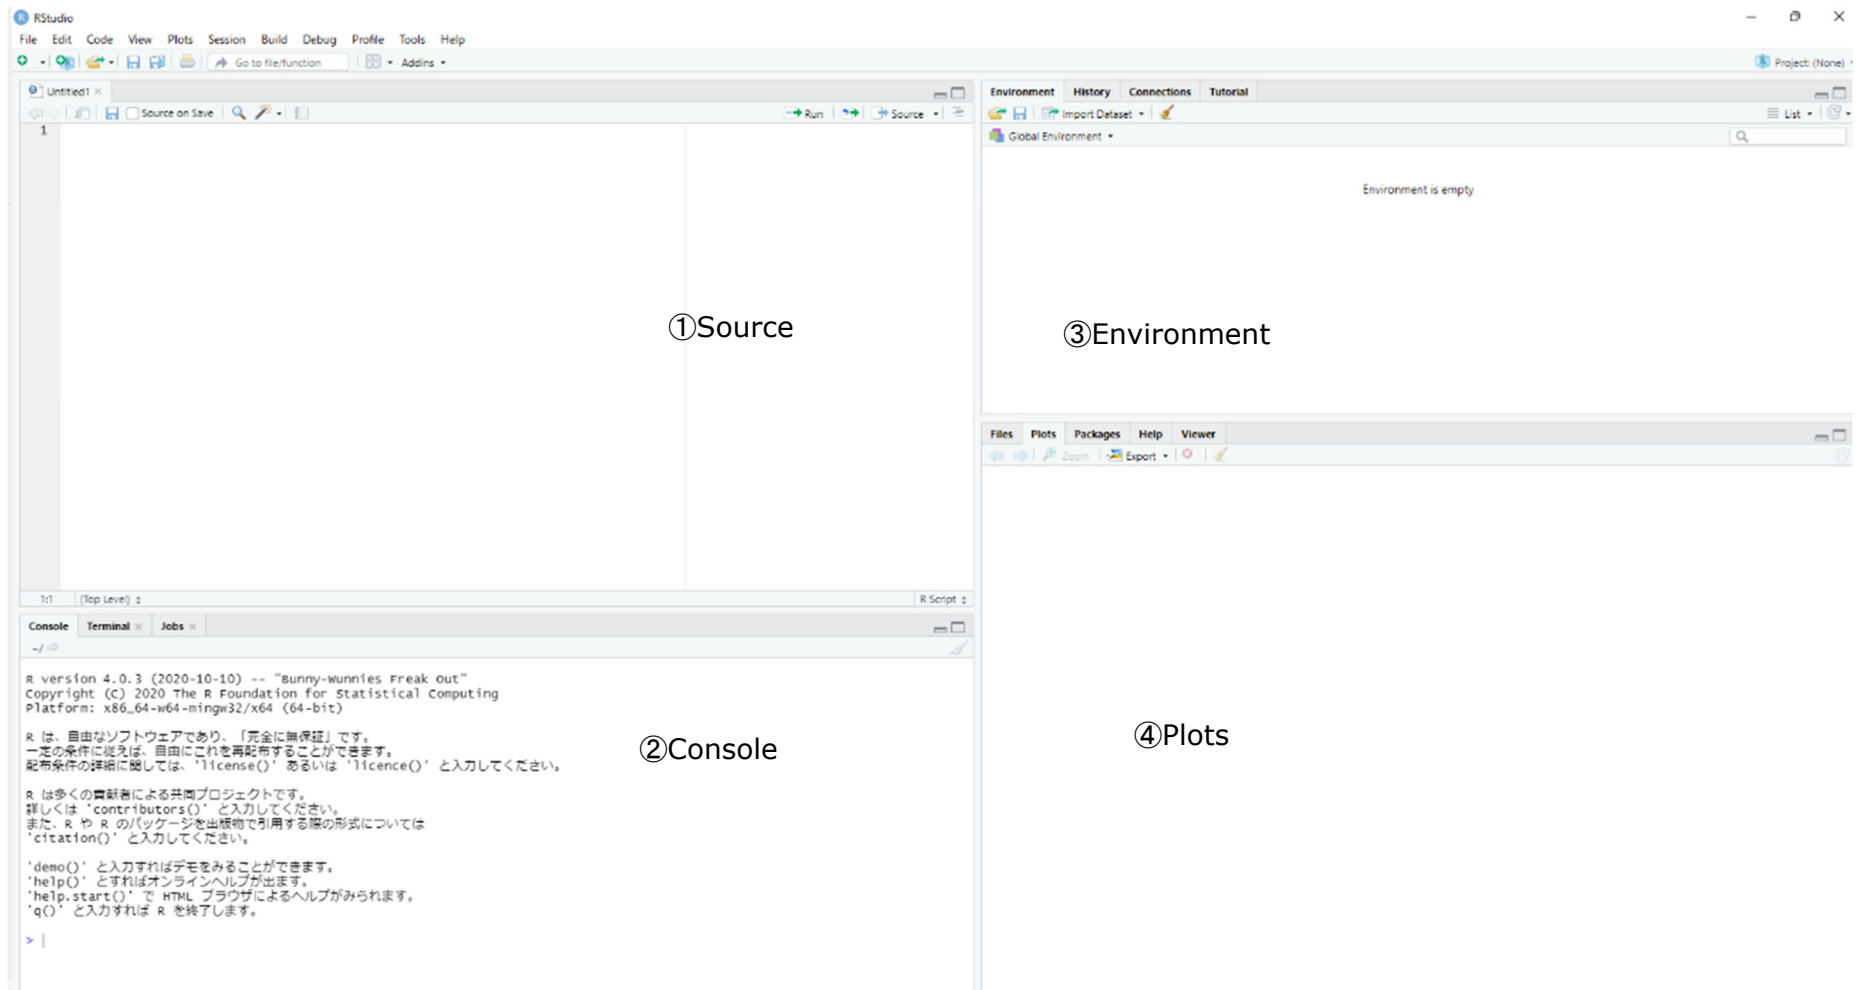 RStudio
File Edit Code View Plots Session Build Debug Profile Tools Help
Go to file/function Addins Project: (None)
Untitled1
Source on Save Run Source
1
①Source
1:1 (Top Level) R Script
Console Terminal Jobs
~/
R version 4.0.3 (2020-10-10) -- "Bunny-Wunnies Freak Out"
Copyright (C) 2020 The R Foundation for Statistical Computing
Platform: x86_64-w64-mingw32/x64 (64-bit)
R は、自由なソフトウェアであり、「完全に無保証」です。
一定の条件に従えば、自由にこれを再配布することができます。
配布条件の詳細に関しては、'license()' あるいは 'licence()' と入力してください。
R は多くの貢献者による共同プロジェクトです。
詳しくは 'contributors()' と入力してください。
また、R や R のパッケージを出版物で引用する際の形式については
'citation()' と入力してください。
'demo()' と入力すればデモをみることができます。
'help()' とすればオンラインヘルプが出ます。
'help.start()' で HTML ブラウザによるヘルプがみられます。
'q()' と入力すれば R を終了します。
>
②Console
Environment History Connections Tutorial
Import Dataset List
Global Environment
Environment is empty
③Environment
Files Plots Packages Help Viewer
Zoom Export
④Plots